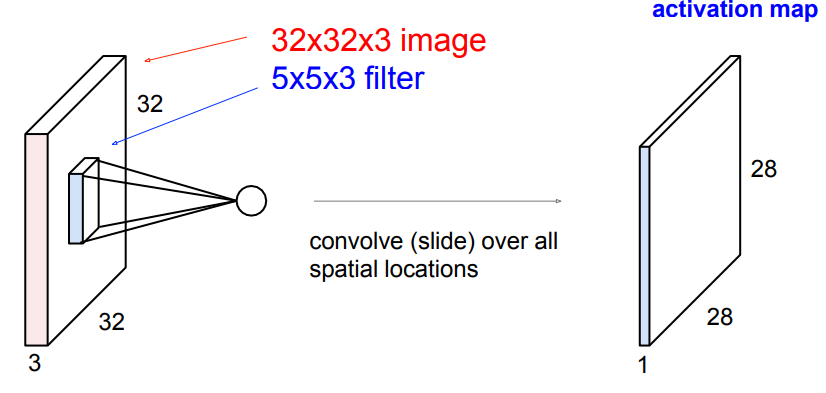 activation map
32x32x3 image
5x5x3 filter
32
28
convolve (slide) over all
spatial locations
32
28
3
1